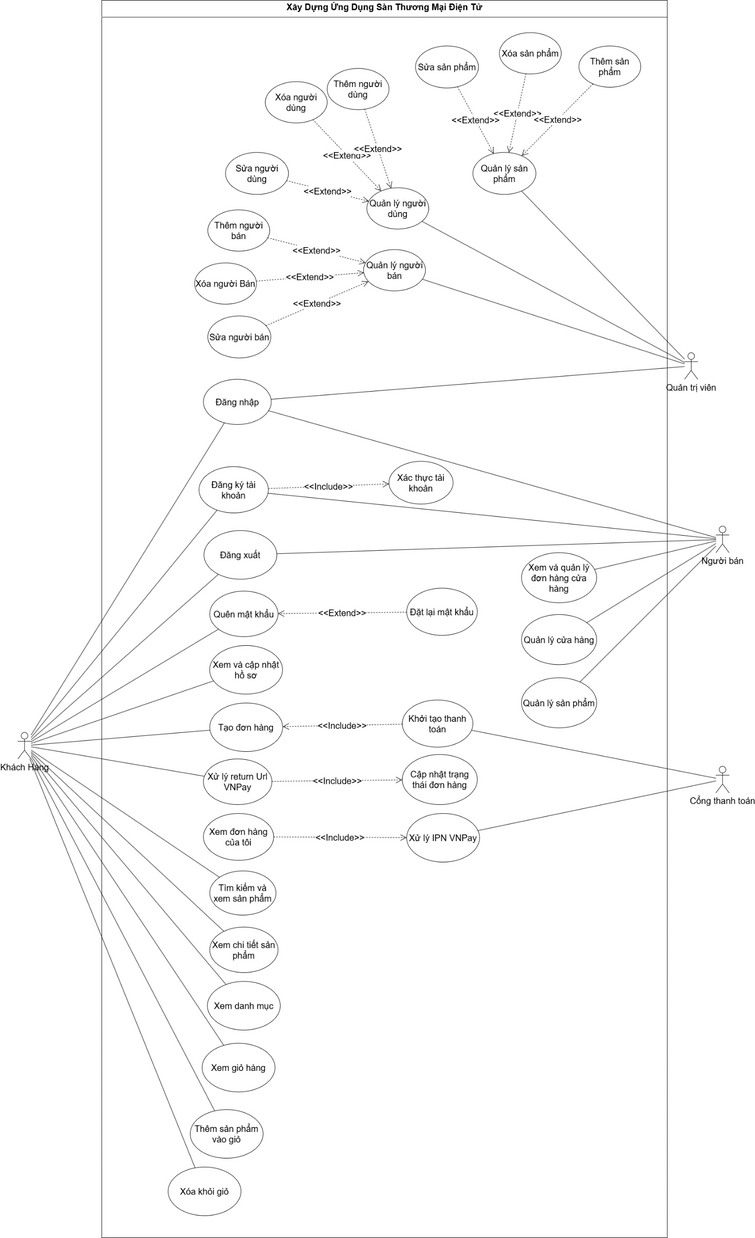 Xây Dựng Ứng Dụng Sàn Thương Mại Điện Tử
Sửa sản phẩm
Xóa sản phẩm
Thêm sản
phẩm
Xóa người
dùng
Thêm người
dùng
<<Extend>>
<<Extend>>
<<Extend>>
<<Extend>>
<<Extend>>
Sửa người
dùng
<<Extend>>
Quản lý sản
phẩm
Quản lý người
dùng
Thêm người
bán
<<Extend>>
Xóa người Bán
<<Extend>>
Quản lý người
bán
<<Extend>>
Sửa người bán
Quản trị viên
Đăng nhập
Đăng ký tài
khoản
<<Include>>
Xác thực tài
khoản
Đăng xuất
Người bán
Xem và quản lý
đơn hàng cửa
hàng
Quên mật khẩu
<<Extend>>
Đặt lại mật khẩu
Quản lý cửa hàng
Xem và cập nhật
hồ sơ
Quản lý sản phẩm
Tạo đơn hàng
<<Include>>
Khởi tạo thanh
toán
Khách Hàng
Xử lý return Url
VNPay
<<Include>>
Cập nhật trạng
thái đơn hàng
Cổng thanh toán
Xem đơn hàng
của tôi
<<Include>>
Xử lý IPN VNPay
Tìm kiếm và
xem sản phẩm
Xem chi tiết sản
phẩm
Xem danh mục
Xem giỏ hàng
Thêm sản phẩm
vào giỏ
Xóa khỏi giỏ